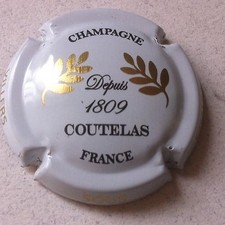 CHAMPAGNE
Depuis
1809
COUTELAS
FRANCE